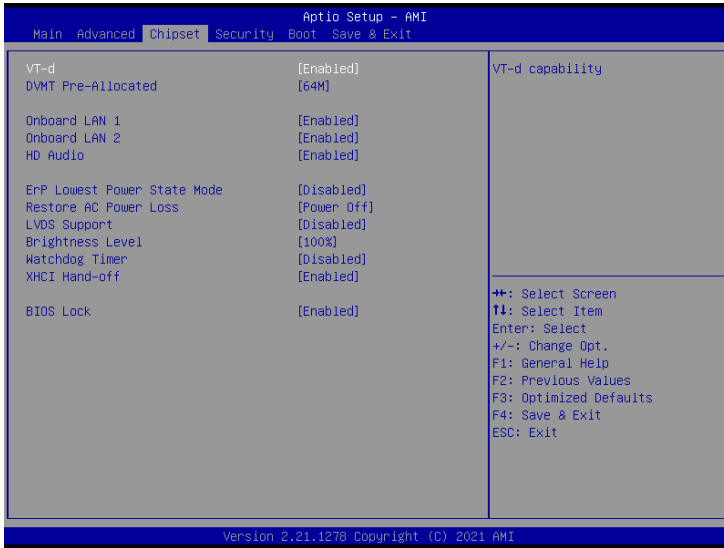 Aptio Setup – AMI
Main Advanced Chipset Security Boot Save & Exit
VT-d [Enabled]
DVMT Pre-Allocated [64M]
Onboard LAN 1 [Enabled]
Onboard LAN 2 [Enabled]
HD Audio [Enabled]
ErP Lowest Power State Mode [Disabled]
Restore AC Power Loss [Power Off]
LVDS Support [Disabled]
Brightness Level [100%]
Watchdog Timer [Disabled]
XHCI Hand-off [Enabled]
BIOS Lock [Enabled]
VT-d capability
→←: Select Screen
↑↓: Select Item
Enter: Select
+/-: Change Opt.
F1: General Help
F2: Previous Values
F3: Optimized Defaults
F4: Save & Exit
ESC: Exit
Version 2.21.1278 Copyright (C) 2021 AMI